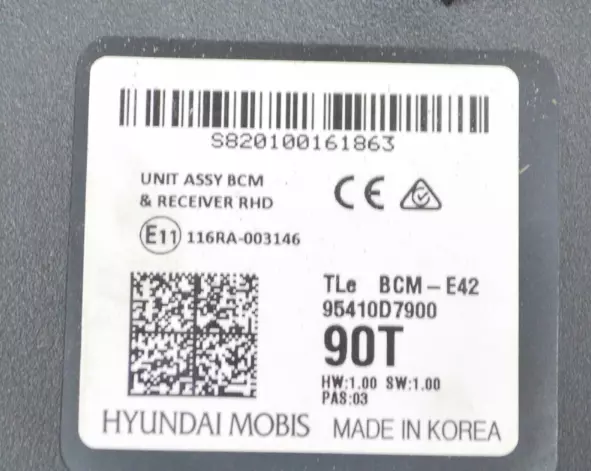 S820100161863
UNIT ASSY BCM
& RECEIVER RHD
CE
E11 116RA-003146
TLe BCM-E42
95410D7900
90T
HW:1.00 SW:1.00
PAS:03
HYUNDAI MOBIS MADE IN KOREA